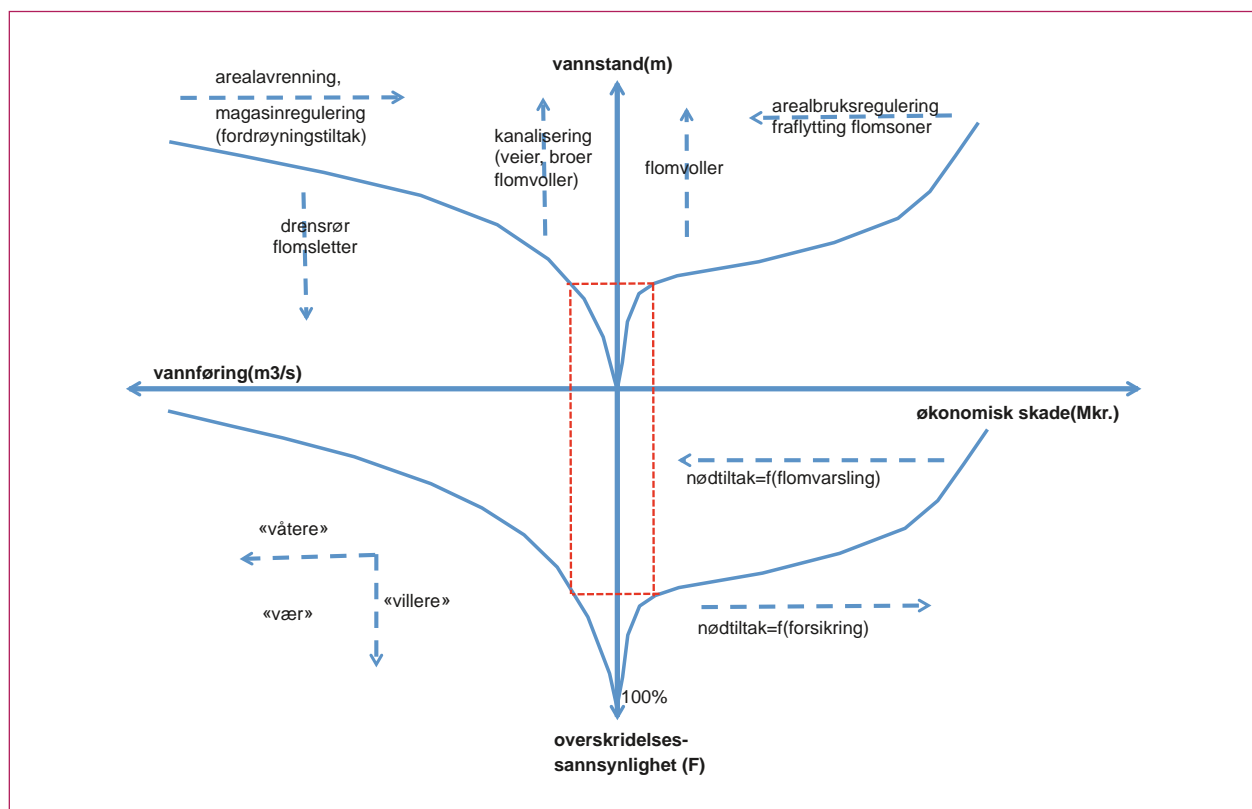 vannstand(m)
arealavrenning,
magasinregulering
(fordrøyningstiltak)
kanalisering
(veier, broer
flomvoller)
flomvoller
arealbruksregulering
fraflytting flomsoner
drensrør
flomsletter
vannføring(m3/s)
økonomisk skade(Mkr.)
nødtiltak=f(flomvarsling)
«våtere»
«vær»
«villere»
nødtiltak=f(forsikring)
100%
overskridelses-
sannsynlighet (F)